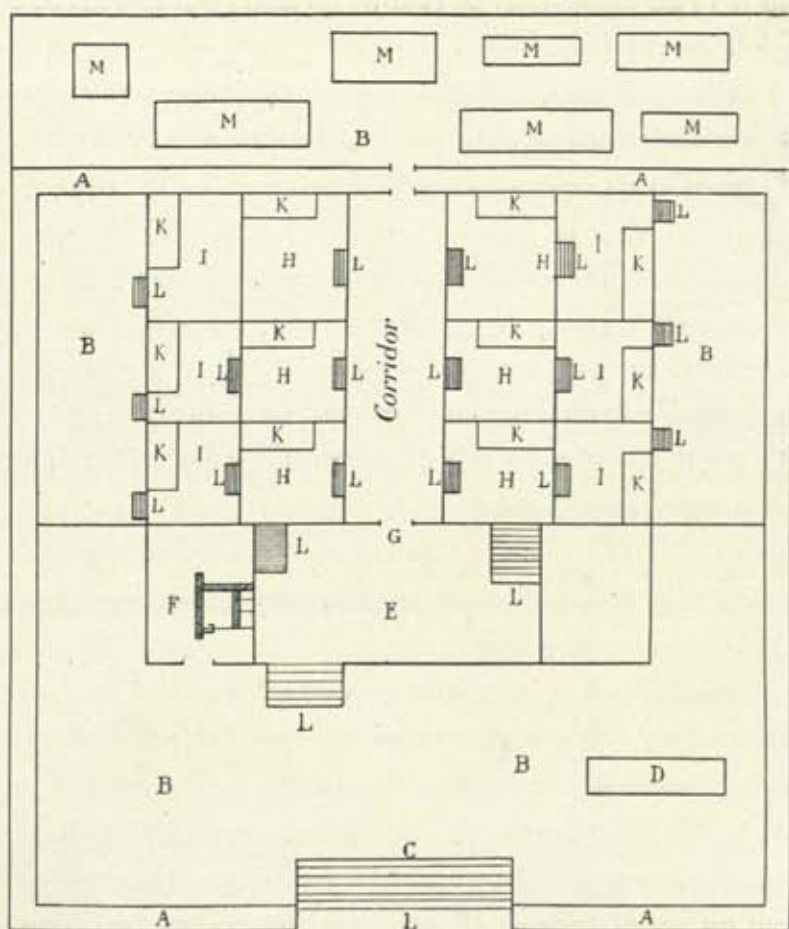 M M M M
M M M
B
A A
K K K K L
I H L L H L I K
L
B K K K K L B
I L H L L H L I
L
Corridor
K K K K L
I L H L L H L I
L
G
L L
F E
L
B B D
C
A L A